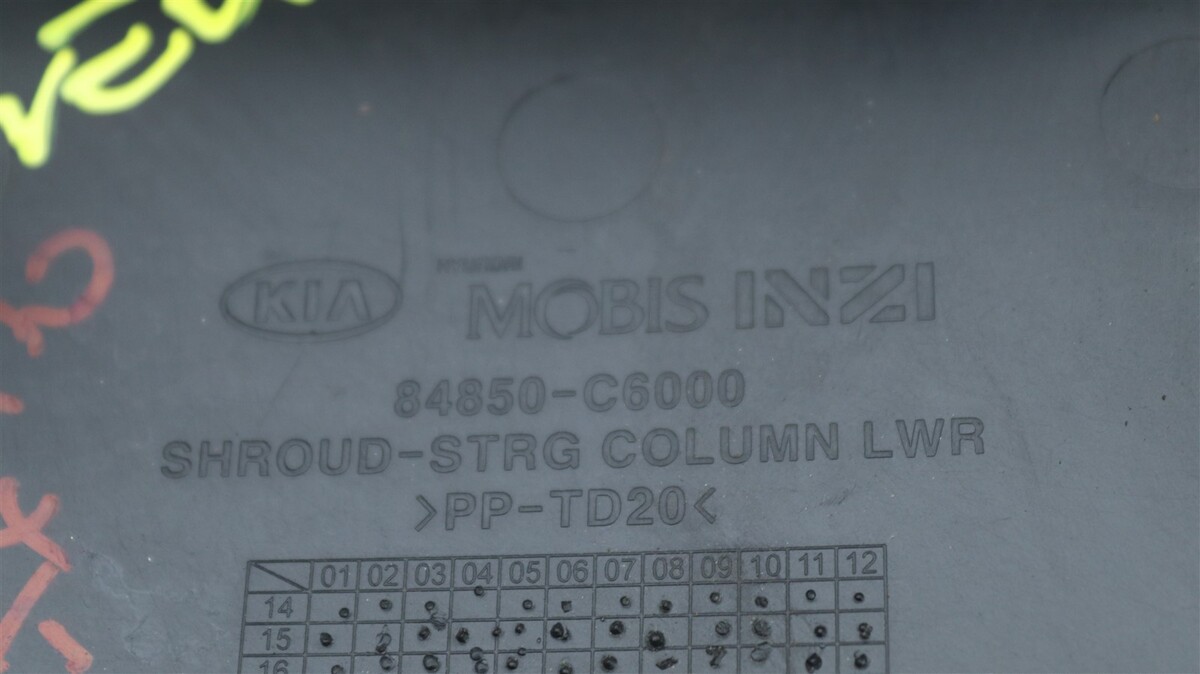 KIA HYUNDAI MOBIS INZI
84850-C6000
SHROUD-STRG COLUMN LWR
>PP-TD20<
01 02 03 04 05 06 07 08 09 10 11 12
14
15
16